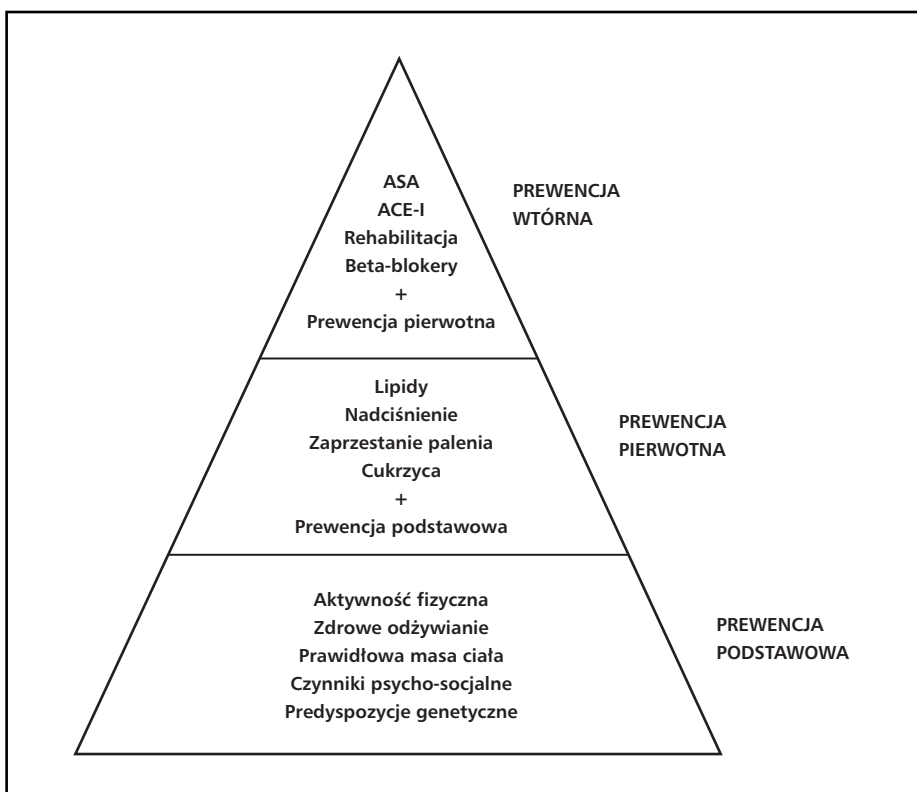 ASA
ACE-I
Rehabilitacja
Beta-blokery
+
Prewencja pierwotna
PREWENCJA
WTÓRNA
Lipidy
Nadciśnienie
Zaprzestanie palenia
Cukrzyca
+
Prewencja podstawowa
PREWENCJA
PIERWOTNA
Aktywność fizyczna
Zdrowe odżywianie
Prawidłowa masa ciała
Czynniki psycho-socjalne
Predyspozycje genetyczne
PREWENCJA
PODSTAWOWA